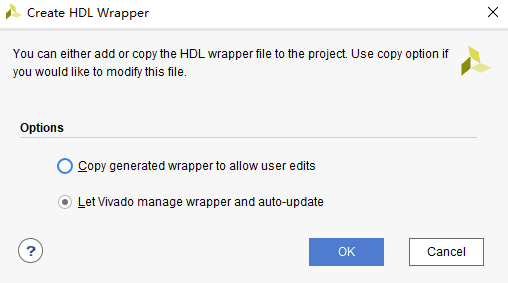 Create HDL Wrapper
You can either add or copy the HDL wrapper file to the project. Use copy option if
you would like to modify this file.
Options
Copy generated wrapper to allow user edits
Let Vivado manage wrapper and auto-update
?
OK
Cancel